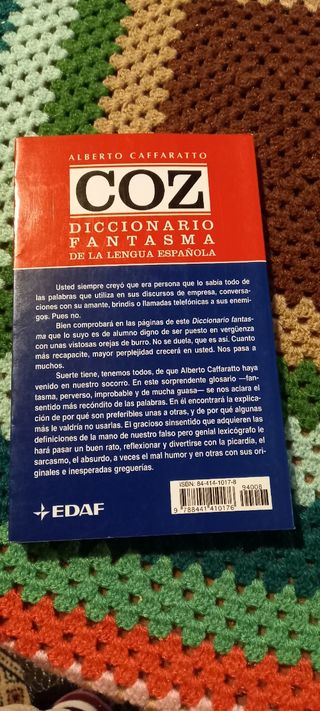 ALBERTO CAFFARATTO
COZ
DICCIONARIO
FANTASMA
DE LA LENGUA ESPAÑOLA
Usted siempre creyó que era persona que lo sabía todo de
las palabras que utiliza en sus discursos de empresa, conversa-
ciones con su amante, brindis o llamadas telefónicas a sus enemi-
gos. Pues no.
Bien comprobará en las páginas de este Diccionario fantas-
ma que lo suyo es de alumno digno de ser puesto en vergüenza
con unas vistosas orejas de burro. No se duela, que es así. Cuanto
más recapacite, mayor perplejidad crecerá en usted. Nos pasa a
muchos.
Suerte tiene, tenemos todos, de que Alberto Caffaratto haya
venido en nuestro socorro. En este sorprendente glosario —fan-
tasma, perverso, improbable y de mucha guasa— se nos aclara el
sentido más recóndito de las palabras. En él encontrará la explica-
ción de por qué son preferibles unas a otras, y de por qué algunas
más le valdría no usarlas. El gracioso sinsentido que adquieren las
definiciones de la mano de nuestro falso pero genial lexicógrafo le
hará pasar un buen rato, reflexionar y divertirse con la picardía, el
sarcasmo, el absurdo, a veces el mal humor y en otras con sus ori-
ginales e inesperadas greguerías.
ISBN: 84-414-1017-8
94008
9 788441 410176
EDAF